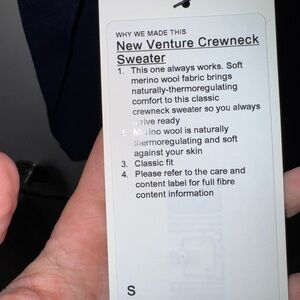 WHY WE MADE THIS
New Venture Crewneck
Sweater
1. This one always works. Soft
merino wool fabric brings
naturally-thermoregulating
comfort to this classic
crewneck sweater so you always
arrive ready
2. Merino wool is naturally
thermoregulating and soft
against your skin
3. Classic fit
4. Please refer to the care and
content label for full fibre
content information
S